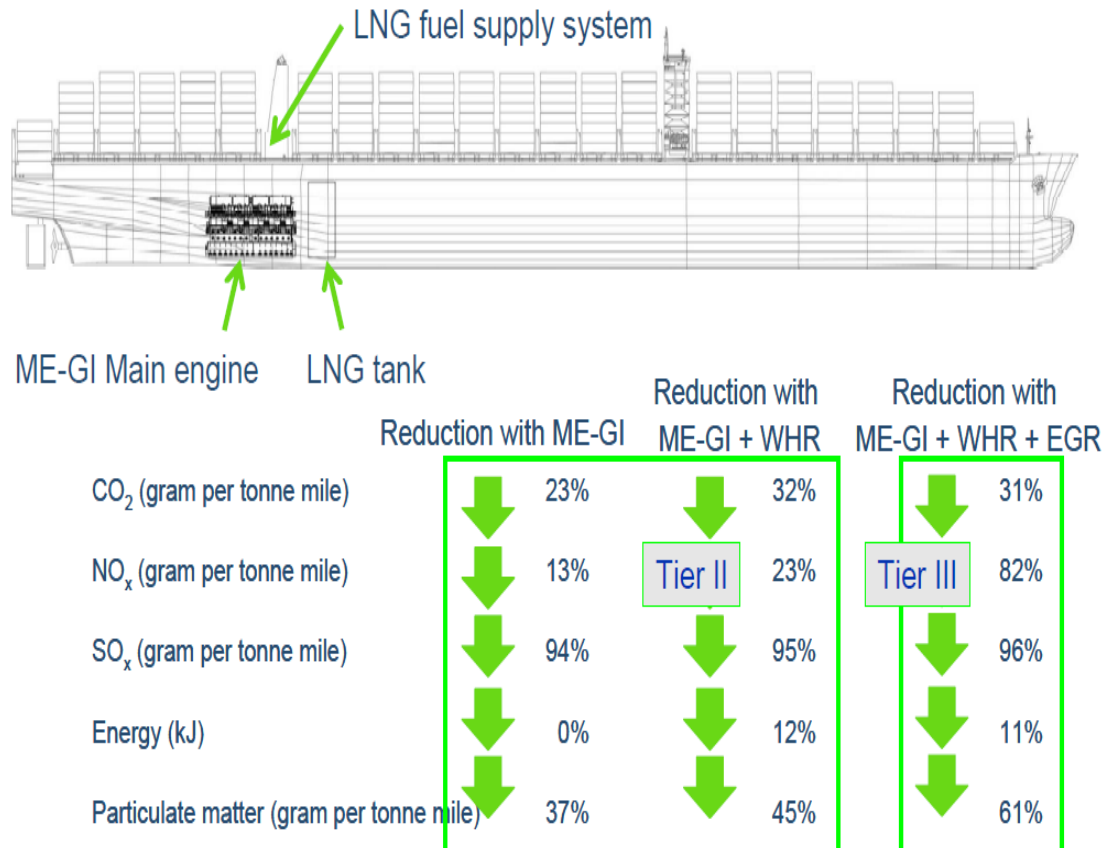 LNG fuel supply system
ME-GI Main engine
LNG tank
Reduction with ME-GI
Reduction with
ME-GI + WHR
Reduction with
ME-GI + WHR + EGR
CO₂ (gram per tonne mile) 23% 32% 31%
NOₓ (gram per tonne mile) 13% Tier II 23% Tier III 82%
SOₓ (gram per tonne mile) 94% 95% 96%
Energy (kJ) 0% 12% 11%
Particulate matter (gram per tonne mile) 37% 45% 61%